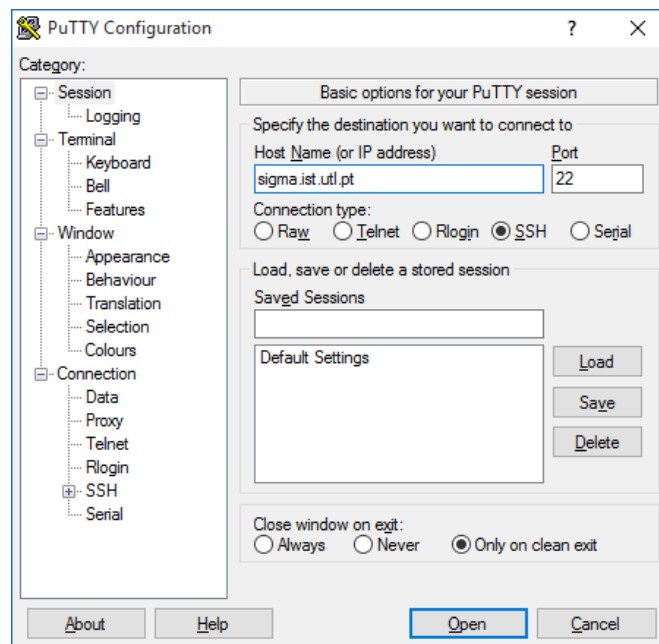 PuTTY Configuration
? ×
Category:
Session
Logging
Terminal
Keyboard
Bell
Features
Window
Appearance
Behaviour
Translation
Selection
Colours
Connection
Data
Proxy
Telnet
Rlogin
SSH
Serial
Basic options for your PuTTY session
Specify the destination you want to connect to
Host Name (or IP address) Port
sigma.ist.utl.pt 22
Connection type:
Raw Telnet Rlogin SSH Serial
Load, save or delete a stored session
Saved Sessions
Default Settings
Load
Save
Delete
Close window on exit:
Always Never Only on clean exit
About Help Open Cancel